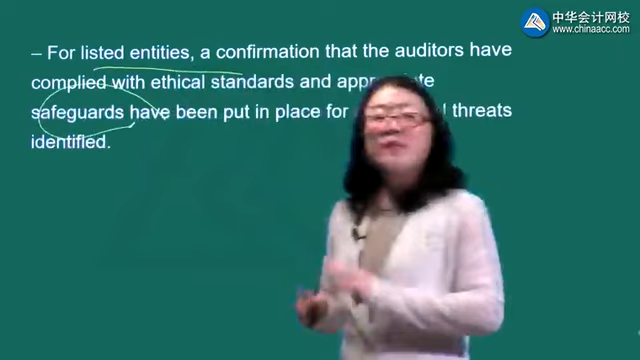 中华会计网校
www.chinaacc.com
– For listed entities, a confirmation that the auditors have
complied with ethical standards and
safeguards have been put in place for threats
identified.